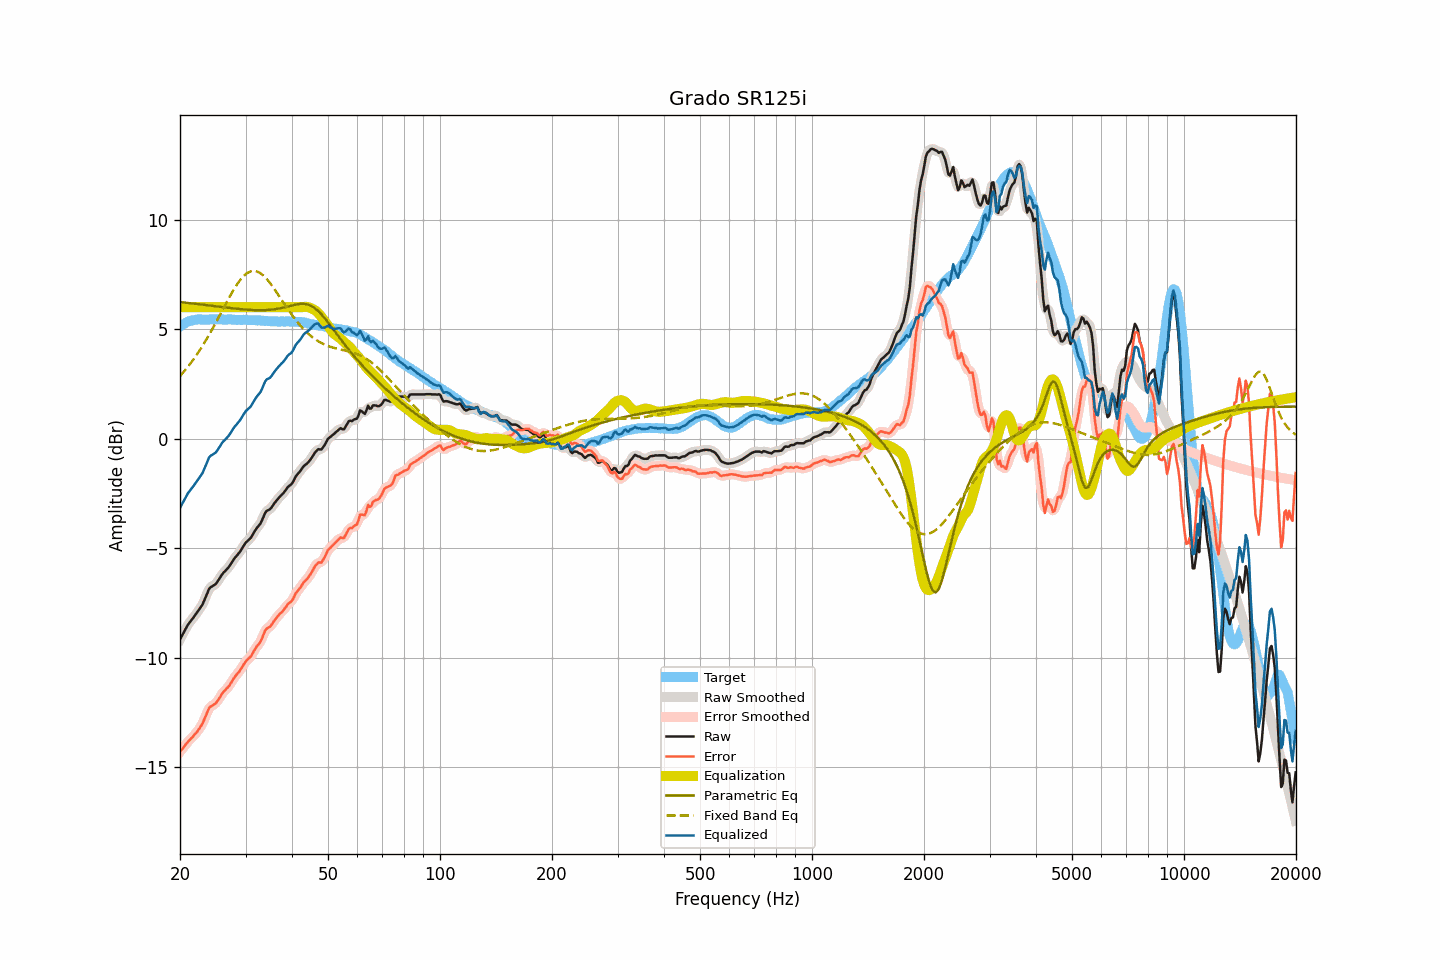 Grado SR125i
Amplitude (dBr)
10
5
0
−5
−10
−15
Target
Raw Smoothed
Error Smoothed
Raw
Error
Equalization
Parametric Eq
Fixed Band Eq
Equalized
20 50 100 200 500 1000 2000 5000 10000 20000
Frequency (Hz)